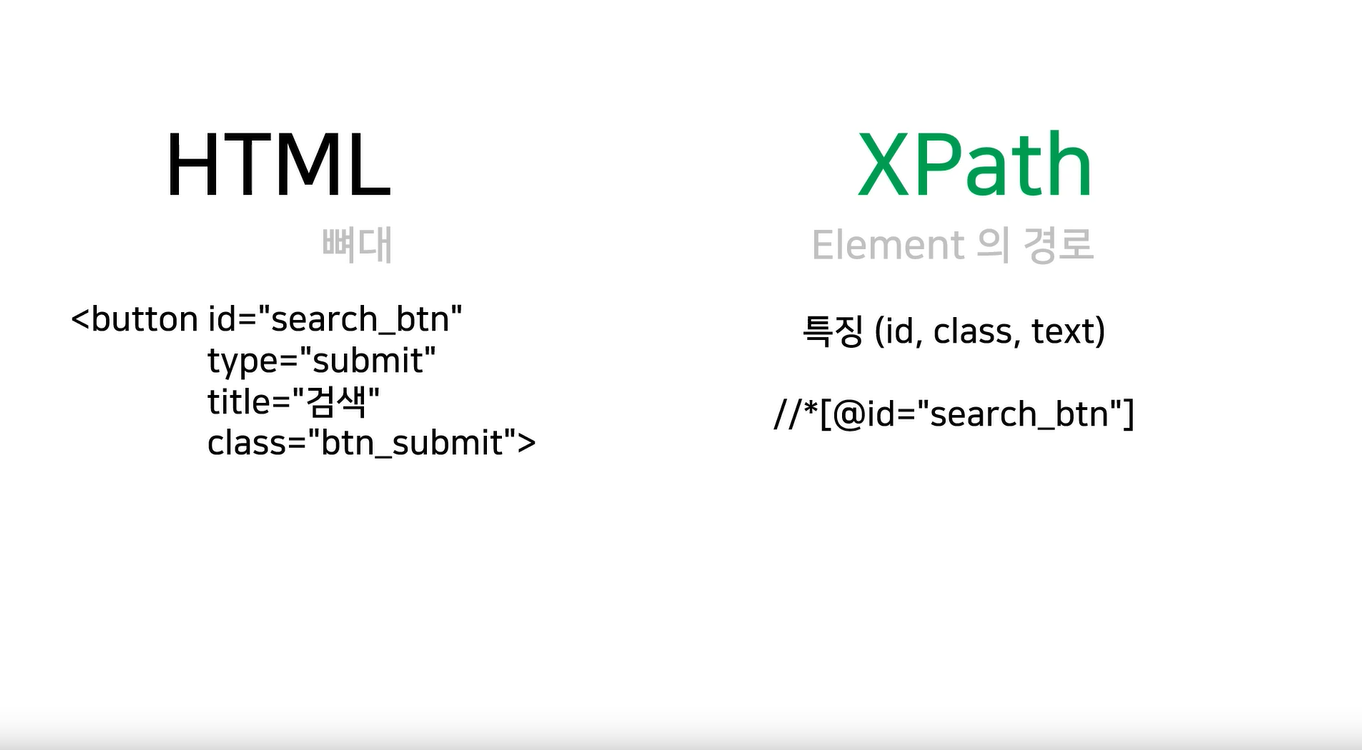 HTML
뼈대
<button id="search_btn"
type="submit"
title="검색"
class="btn_submit">
XPath
Element 의 경로
특징 (id, class, text)
//*[@id="search_btn"]